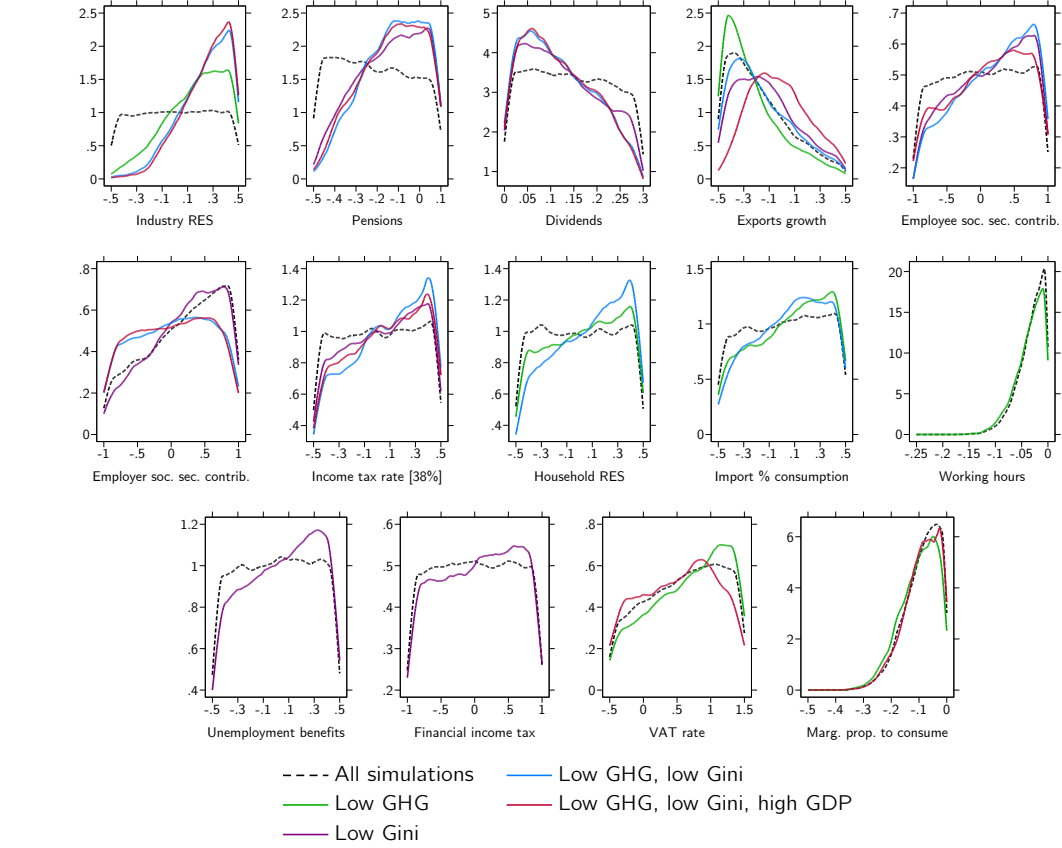 2.5
2
1.5
1
.5
0
-.5 -.3 -.1 .1 .3 .5
Industry RES
2.5
2
1.5
1
.5
0
-.5 -.4 -.3 -.2 -.1 0 .1
Pensions
5
4
3
2
1
0 .05 .1 .15 .2 .25 .3
Dividends
2.5
2
1.5
1
.5
0
-.5 -.3 -.1 .1 .3 .5
Exports growth
.7
.6
.5
.4
.3
.2
-1 -.5 0 .5 1
Employee soc. sec. contrib.
.8
.6
.4
.2
0
-1 -.5 0 .5 1
Employer soc. sec. contrib.
1.4
1.2
1
.8
.6
.4
-.5 -.3 -.1 .1 .3 .5
Income tax rate [38%]
1.4
1.2
1
.8
.6
.4
-.5 -.3 -.1 .1 .3 .5
Household RES
1.5
1
.5
0
-.5 -.3 -.1 .1 .3 .5
Import % consumption
20
15
10
5
0
-.25 -.2 -.15 -.1 -.05 0
Working hours
1.2
1
.8
.6
.4
-.5 -.3 -.1 .1 .3 .5
Unemployment benefits
.6
.5
.4
.3
.2
-1 -.5 0 .5 1
Financial income tax
.8
.6
.4
.2
0
-.5 0 .5 1 1.5
VAT rate
6
4
2
0
-.5 -.4 -.3 -.2 -.1 0
Marg. prop. to consume
All simulations
Low GHG, low Gini
Low GHG
Low GHG, low Gini, high GDP
Low Gini